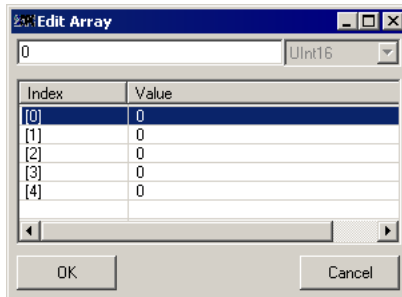 Edit Array
0 UInt16
Index Value
[0] 0
[1] 0
[2] 0
[3] 0
[4] 0
OK Cancel